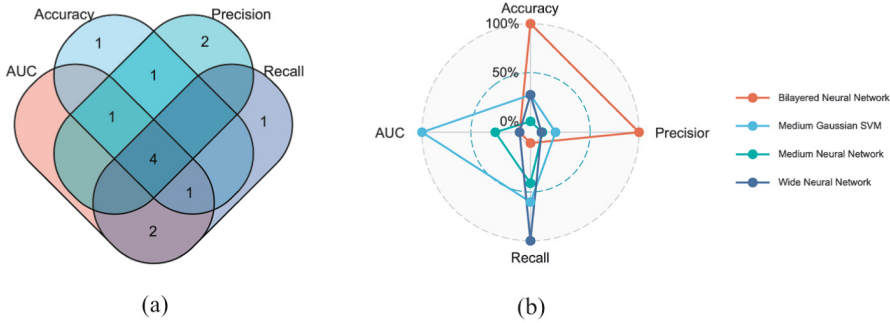 Accuracy
Precision
AUC
Recall
1
2
1
1
1
4
1
2
(a)
Accuracy
100%
50%
0%
AUC
Precisior
Recall
Bilayered Neural Network
Medium Gaussian SVM
Medium Neural Network
Wide Neural Network
(b)